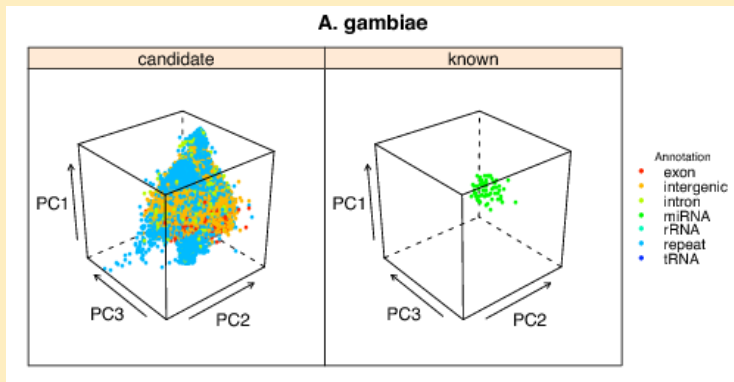 A. gambiae
candidate
known
PC1
PC3
PC2
PC1
PC3
PC2
Annotation
exon
intergenic
intron
miRNA
rRNA
repeat
tRNA